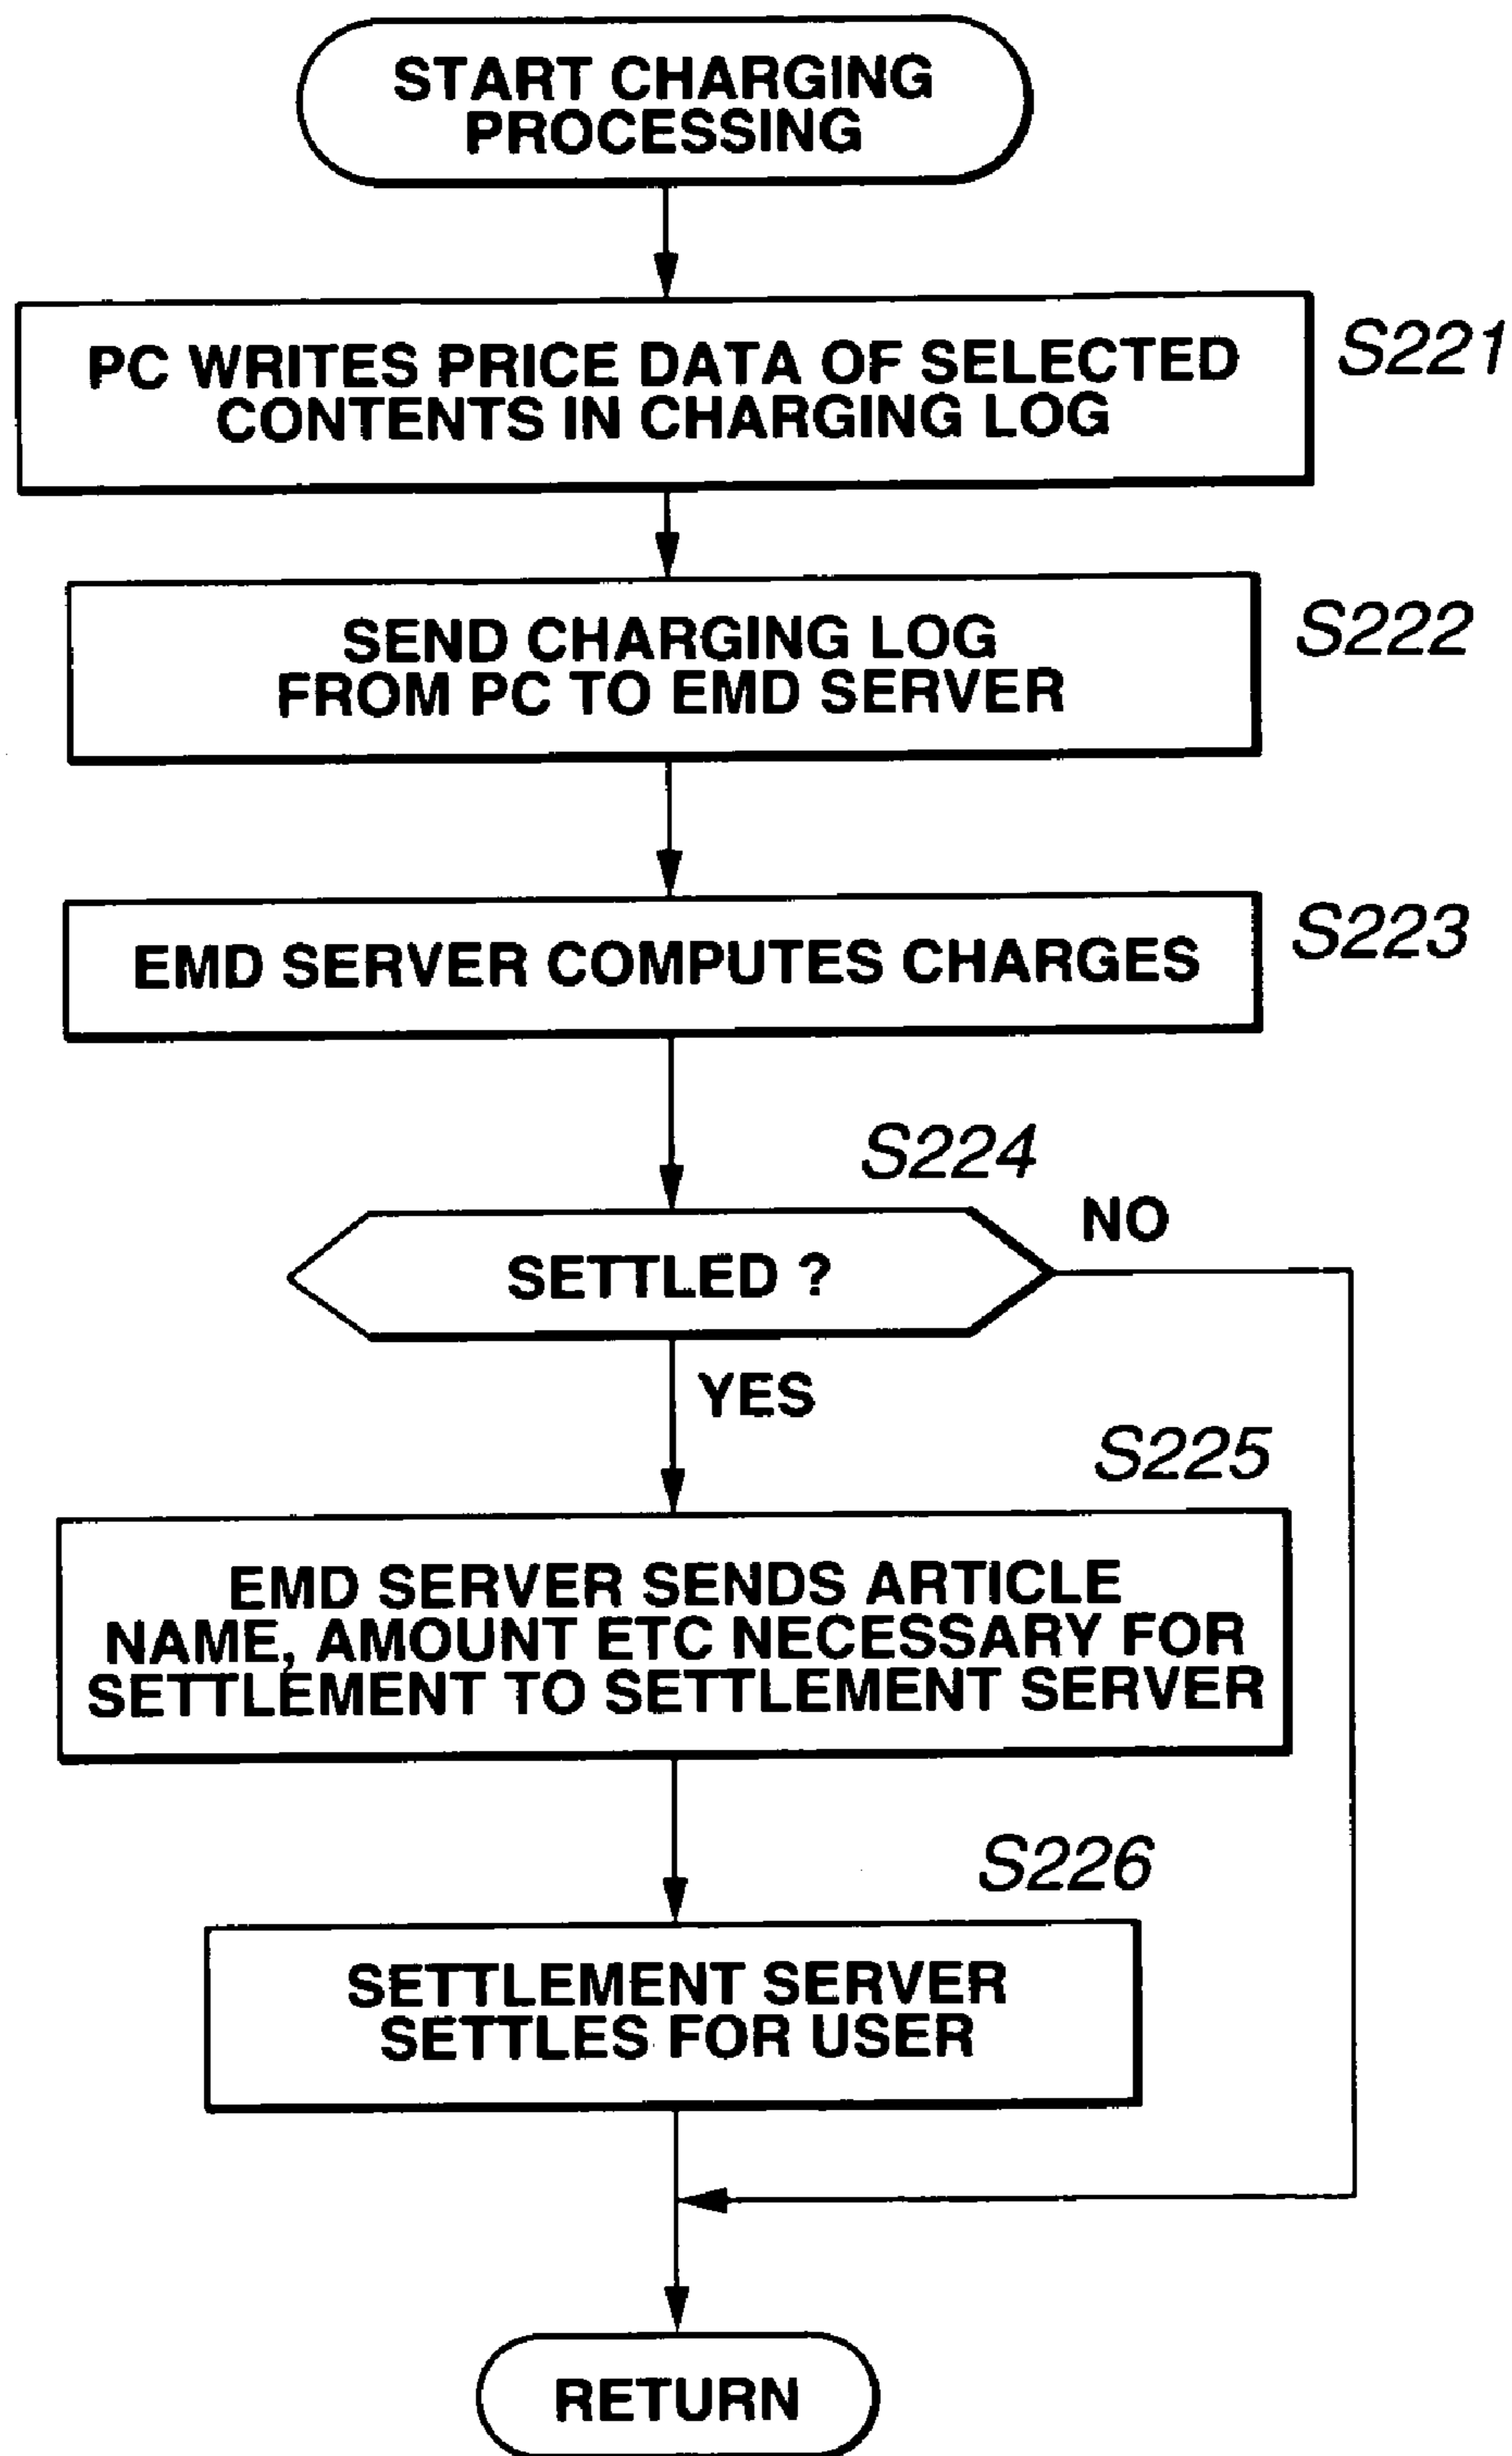 START CHARGING
PROCESSING
PC WRITES PRICE DATA OF SELECTED
CONTENTS IN CHARGING LOG
S221
SEND CHARGING LOG
FROM PC TO EMD SERVER
S222
EMD SERVER COMPUTES CHARGES
S223
S224
SETTLED ?
NO
YES
S225
EMD SERVER SENDS ARTICLE
NAME, AMOUNT ETC NECESSARY FOR
SETTLEMENT TO SETTLEMENT SERVER
S226
SETTLEMENT SERVER
SETTLES FOR USER
RETURN